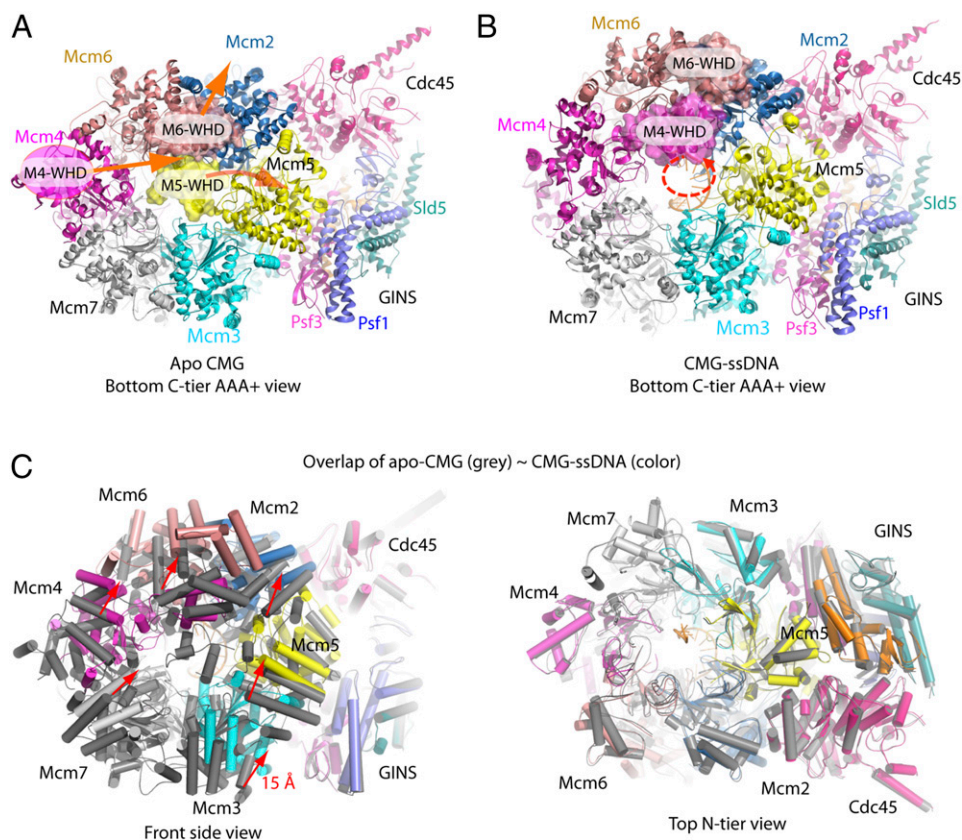 A
Mcm6
Mcm2
Cdc45
M6-WHD
Mcm4
M4-WHD
M5-WHD
Mcm5
Sld5
Mcm7
GINS
Psf3
Psf1
Mcm3
Apo CMG
Bottom C-tier AAA+ view
B
M6-WHD
Mcm2
Cdc45
Mcm4
M4-WHD
Mcm5
Sld5
Mcm7
GINS
Mcm3
Psf3
Psf1
CMG-ssDNA
Bottom C-tier AAA+ view
C
Overlap of apo-CMG (grey) ~ CMG-ssDNA (color)
Mcm6
Mcm2
Cdc45
Mcm4
Mcm5
Mcm7
GINS
15 Å
Mcm3
Front side view
Mcm3
Mcm7
GINS
Mcm4
Mcm5
Mcm6
Mcm2
Cdc45
Top N-tier view